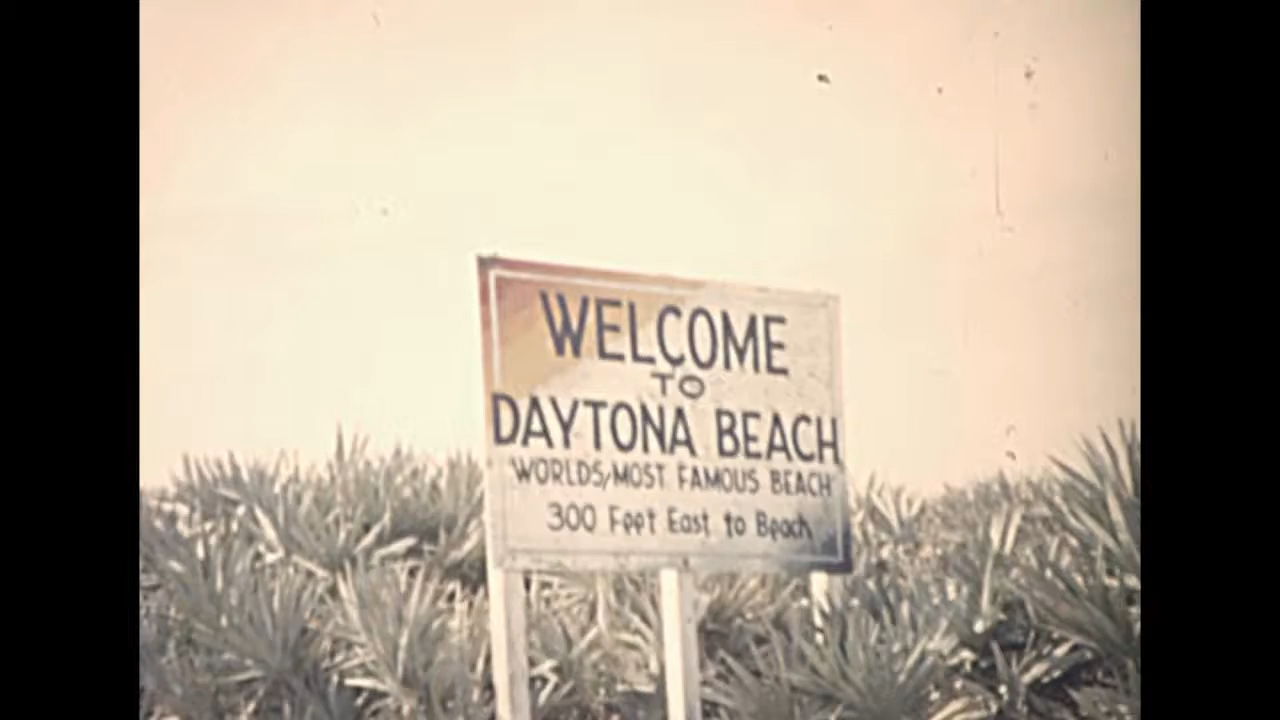 WELCOME
TO
DAYTONA BEACH
WORLDS, MOST FAMOUS BEACH
300 Feet East to Beach